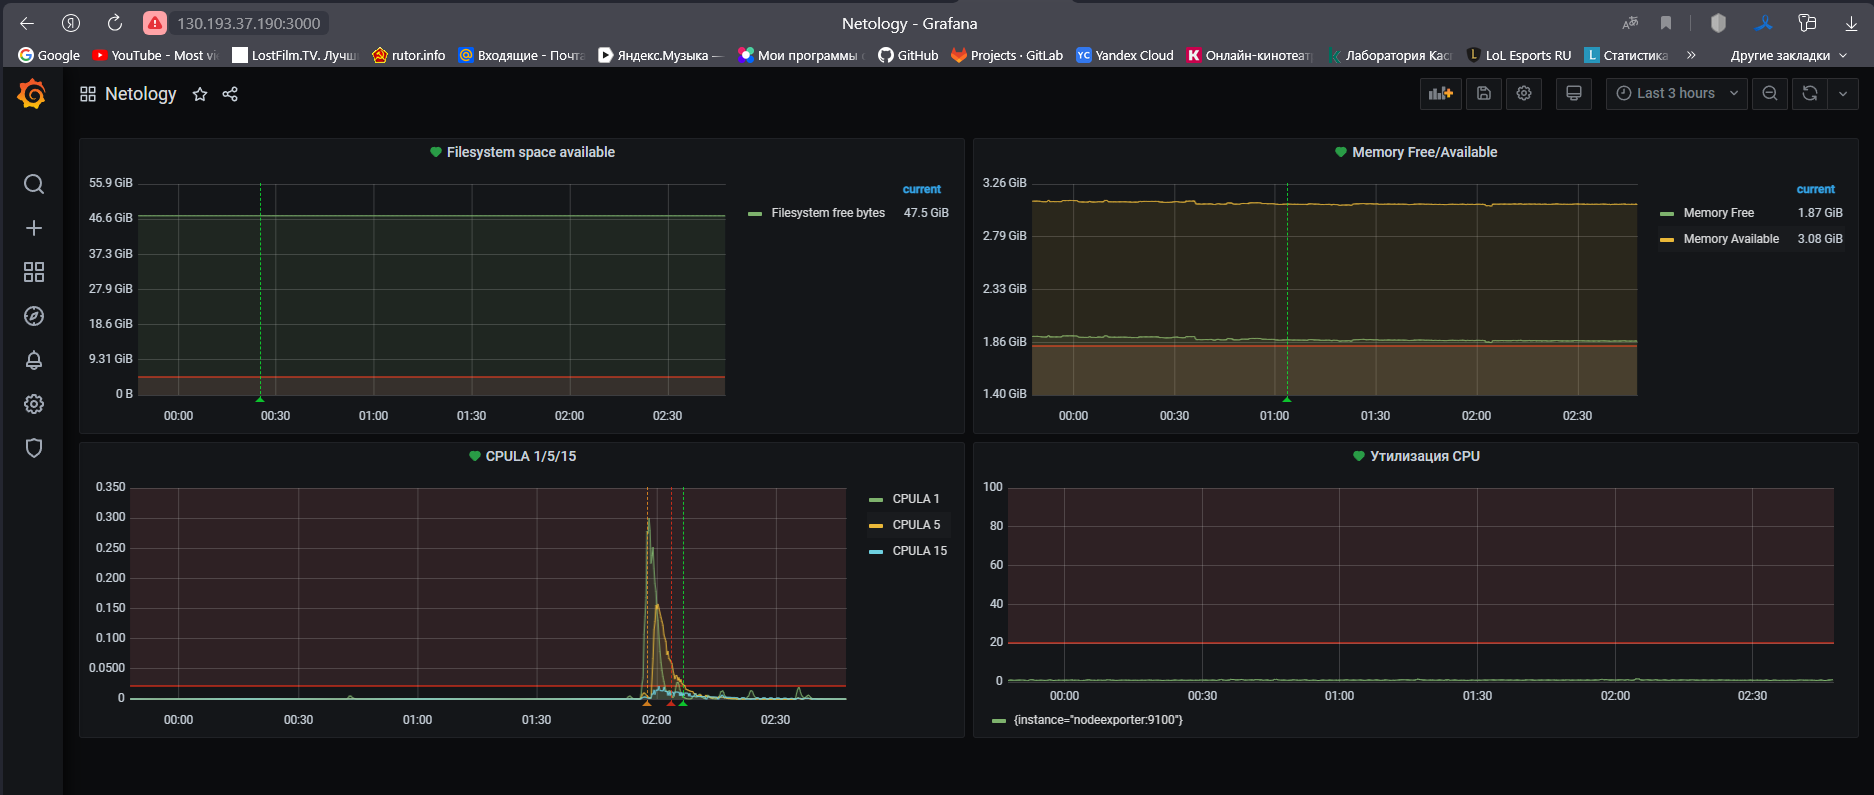 Netology - Grafana
130.193.37.190:3000
Google
YouTube - Most
LostFilm.TV.
rutor.info
Входящие -
Яндекс.Музыка —
Мои программы
GitHub
Projects · GitLab
Yandex Cloud
Лаборатория
LoL Esports RU
Статистика
»
Другие закладки
Netology
Last 3 hours
Filesystem space available
55.9 GiB
46.6 GiB
37.3 GiB
27.9 GiB
18.6 GiB
9.31 GiB
0 B
00:00 00:30 01:00 01:30 02:00 02:30
current
Filesystem free bytes 47.5 GiB
Memory Free/Available
3.26 GiB
2.79 GiB
2.33 GiB
1.86 GiB
1.40 GiB
00:00 00:30 01:00 01:30 02:00 02:30
current
Memory Free 1.87 GiB
Memory Available 3.08 GiB
CPULA 1/5/15
0.350
0.300
0.250
0.200
0.150
0.100
0.0500
0
00:00 00:30 01:00 01:30 02:00 02:30
CPULA 1
CPULA 5
CPULA 15
Утилизация CPU
100
80
60
40
20
0
00:00 00:30 01:00 01:30 02:00 02:30
{instance="nodeexporter:9100"}